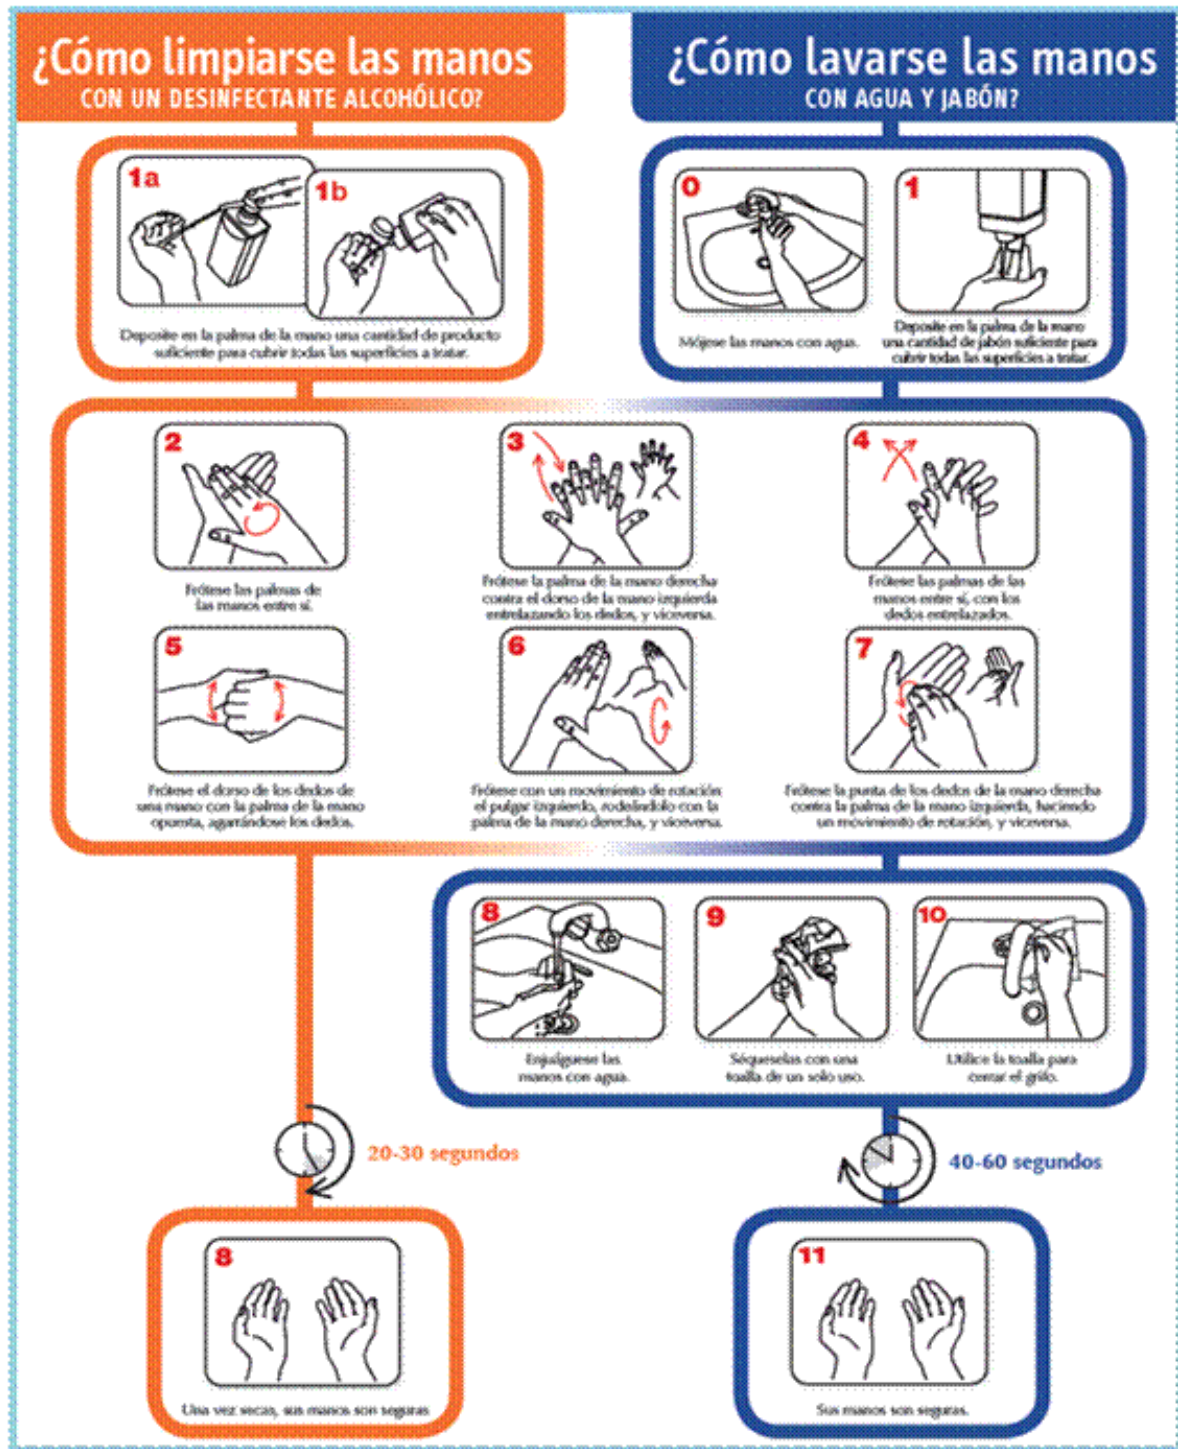 ¿Cómo limpiarse las manos
CON UN DESINFECTANTE ALCOHÓLICO?
¿Cómo lavarse las manos
CON AGUA Y JABÓN?
1a
1b
Deposite en la palma de la mano una cantidad de producto
suficiente para cubrir todas las superficies a tratar.
0
Mójese las manos con agua.
1
Deposite en la palma de la mano
una cantidad de jabón suficiente para
cubrir todas las superficies a tratar.
2
Frótese las palmas de
las manos entre sí.
3
Frótese la palma de la mano derecha
contra el dorso de la mano izquierda
entrelazando los dedos, y viceversa.
4
Frótese las palmas de las
manos entre sí, con los
dedos entrelazados.
5
Frótese el dorso de los dedos de
una mano con la palma de la mano
opuesta, agarrándose los dedos.
6
Frótese con un movimiento de rotación
el pulgar izquierdo, rodeándolo con la
palma de la mano derecha, y viceversa.
7
Frótese la punta de los dedos de la mano derecha
contra la palma de la mano izquierda, haciendo
un movimiento de rotación, y viceversa.
8
Enjuáguese las
manos con agua.
9
Séqueselas con una
toalla de un solo uso.
10
Utilice la toalla para
cerrar el grifo.
20-30 segundos
40-60 segundos
8
Una vez secas, sus manos son seguras
11
Sus manos son seguras.